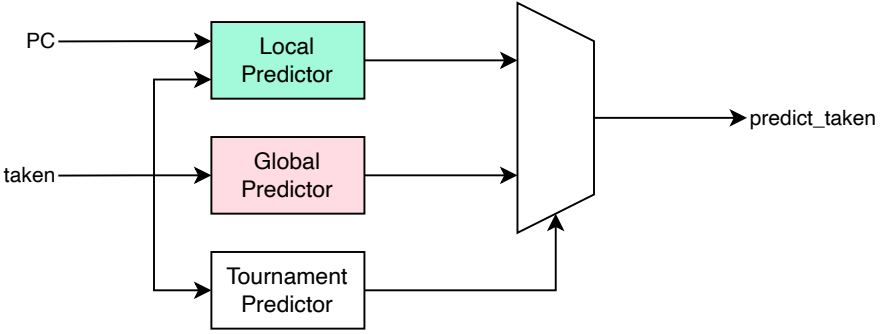 PC
Local
Predictor
predict_taken
taken
Global
Predictor
Tournament
Predictor